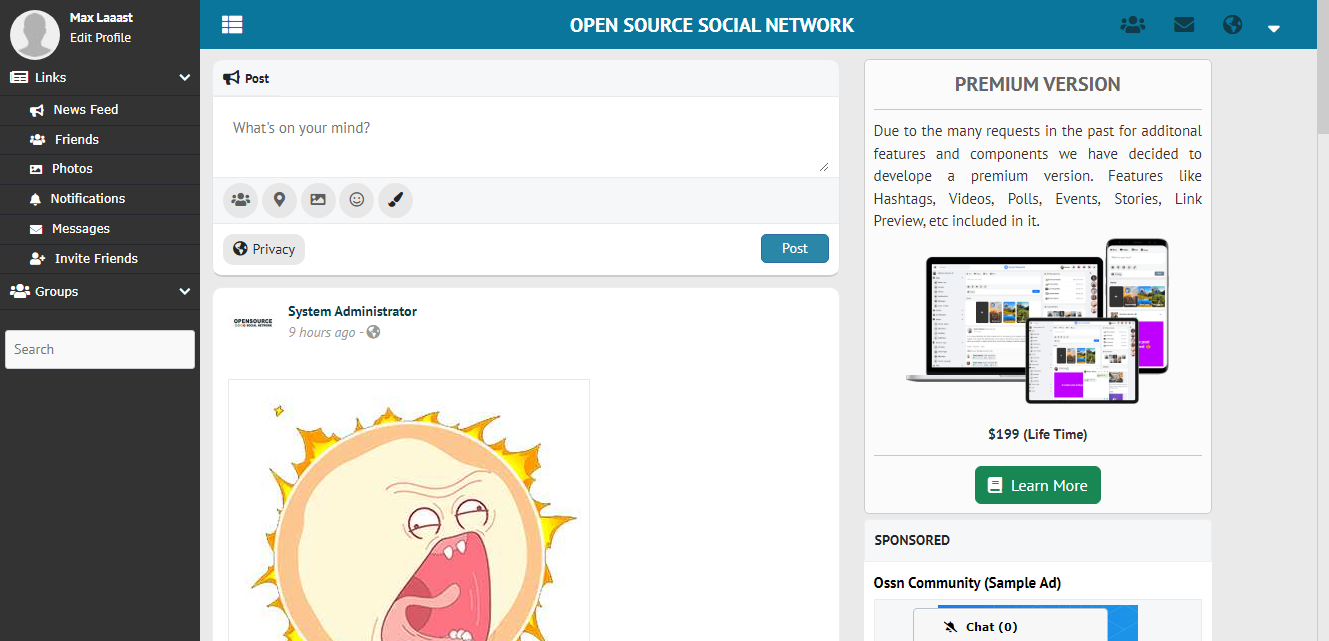 Max Laaast
Edit Profile
Links
News Feed
Friends
Photos
Notifications
Messages
Invite Friends
Groups
Search
OPEN SOURCE SOCIAL NETWORK
Post
What's on your mind?
Privacy
Post
System Administrator
9 hours ago -
OPENSOURCE
SOCIAL NETWORK
PREMIUM VERSION
Due to the many requests in the past for additonal
features and components we have decided to
develope a premium version. Features like
Hashtags, Videos, Polls, Events, Stories, Link
Preview, etc included in it.
$199 (Life Time)
Learn More
SPONSORED
Ossn Community (Sample Ad)
Chat (0)